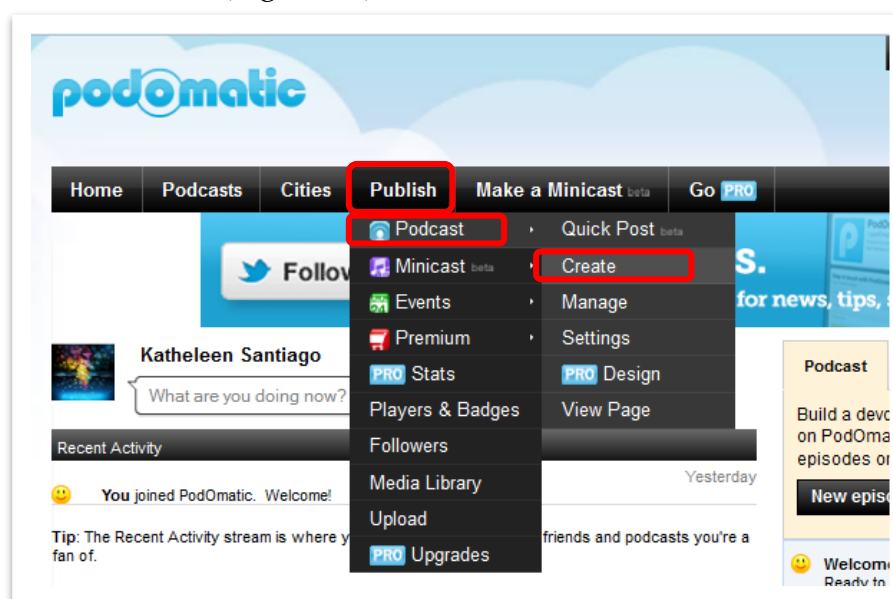 podomatic
Home Podcasts Cities Publish Make a Minicast beta Go PRO
Podcast
Minicast beta
Events
Premium
PRO Stats
Players & Badges
Followers
Media Library
Upload
PRO Upgrades
Quick Post beta
Create
Manage
Settings
PRO Design
View Page
Follow
s.
for news, tips,
Katheleen Santiago
What are you doing now?
Recent Activity
Yesterday
You joined PodOmatic. Welcome!
Tip: The Recent Activity stream is where y friends and podcasts you're a
fan of.
Podcast
Build a devo
on PodOma
episodes or
New episo
Welcom
Ready to